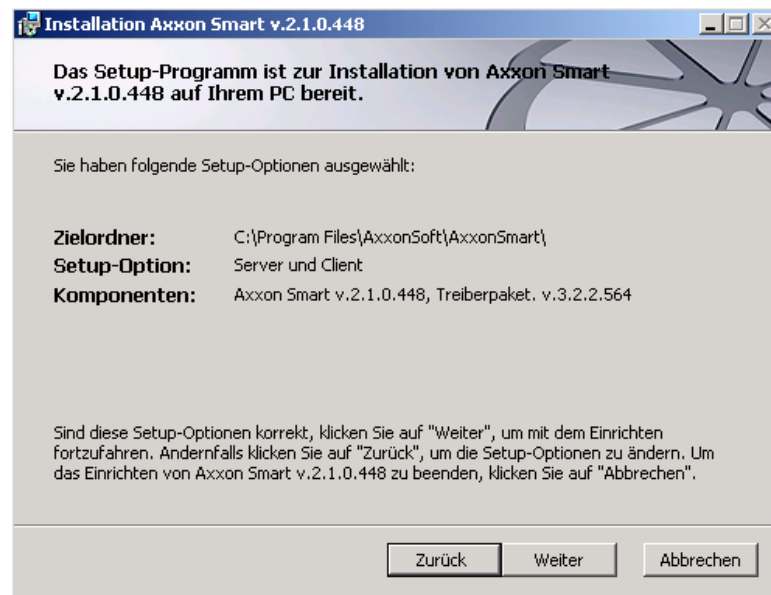 Installation Axxon Smart v.2.1.0.448
Das Setup-Programm ist zur Installation von Axxon Smart
v.2.1.0.448 auf Ihrem PC bereit.
Sie haben folgende Setup-Optionen ausgewählt:
Zielordner: C:\Program Files\AxxonSoft\AxxonSmart\
Setup-Option: Server und Client
Komponenten: Axxon Smart v.2.1.0.448, Treiberpaket. v.3.2.2.564
Sind diese Setup-Optionen korrekt, klicken Sie auf "Weiter", um mit dem Einrichten
fortzufahren. Andernfalls klicken Sie auf "Zurück", um die Setup-Optionen zu ändern. Um
das Einrichten von Axxon Smart v.2.1.0.448 zu beenden, klicken Sie auf "Abbrechen".
Zurück Weiter Abbrechen